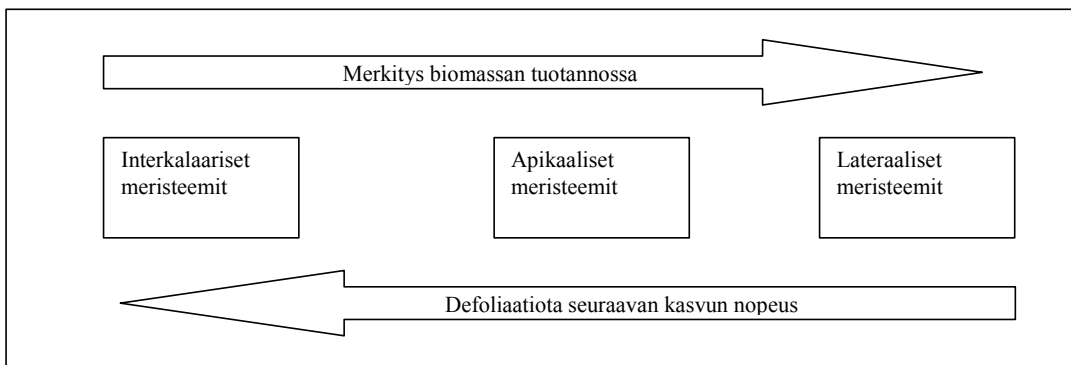 Merkitys biomassan tuotannossa
Interkalaariset
meristeemit
Apikaaliset
meristeemit
Lateraaliset
meristeemit
Defoliaatiota seuraavan kasvun nopeus